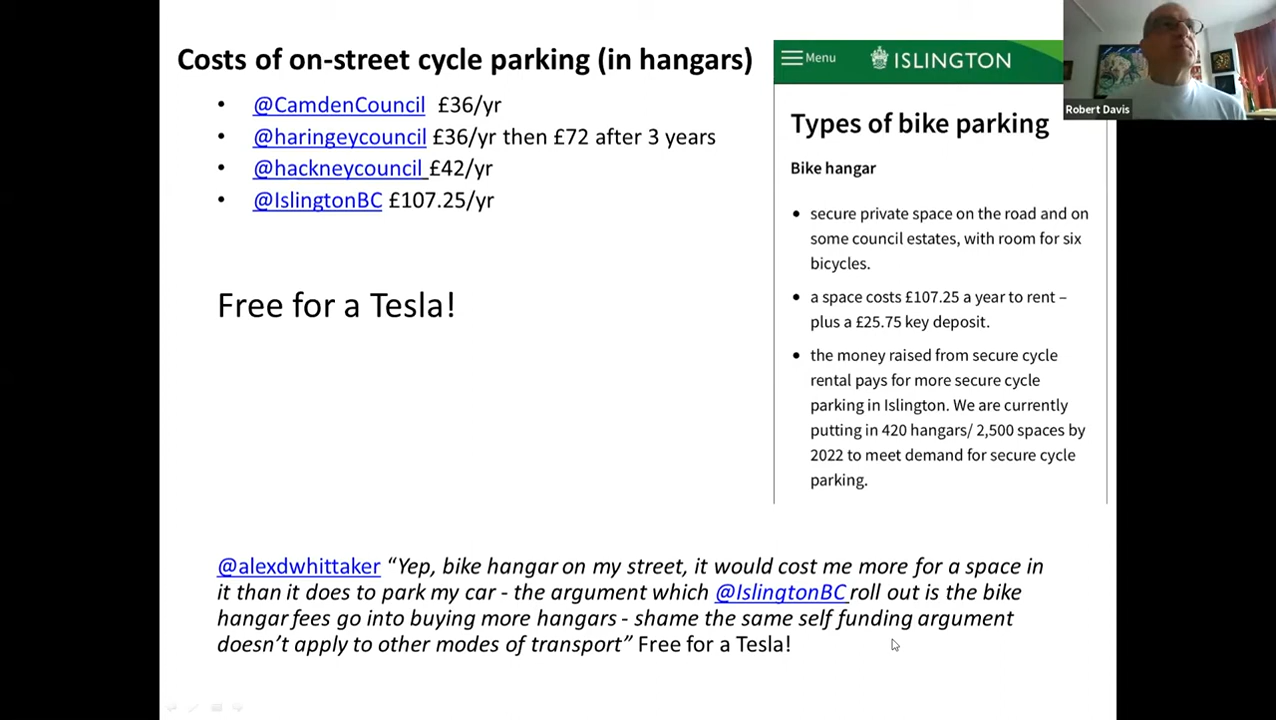 Costs of on-street cycle parking (in hangars)
• @CamdenCouncil £36/yr
• @haringeycouncil £36/yr then £72 after 3 years
• @hackneycouncil £42/yr
• @IslingtonBC £107.25/yr
Free for a Tesla!
Menu
ISLINGTON
Types of bike parking
Bike hangar
• secure private space on the road and on
some council estates, with room for six
bicycles.
• a space costs £107.25 a year to rent –
plus a £25.75 key deposit.
• the money raised from secure cycle
rental pays for more secure cycle
parking in Islington. We are currently
putting in 420 hangars/ 2,500 spaces by
2022 to meet demand for secure cycle
parking.
Robert Davis
@alexdwhittaker “Yep, bike hangar on my street, it would cost me more for a space in
it than it does to park my car - the argument which @IslingtonBC roll out is the bike
hangar fees go into buying more hangars - shame the same self funding argument
doesn’t apply to other modes of transport” Free for a Tesla!